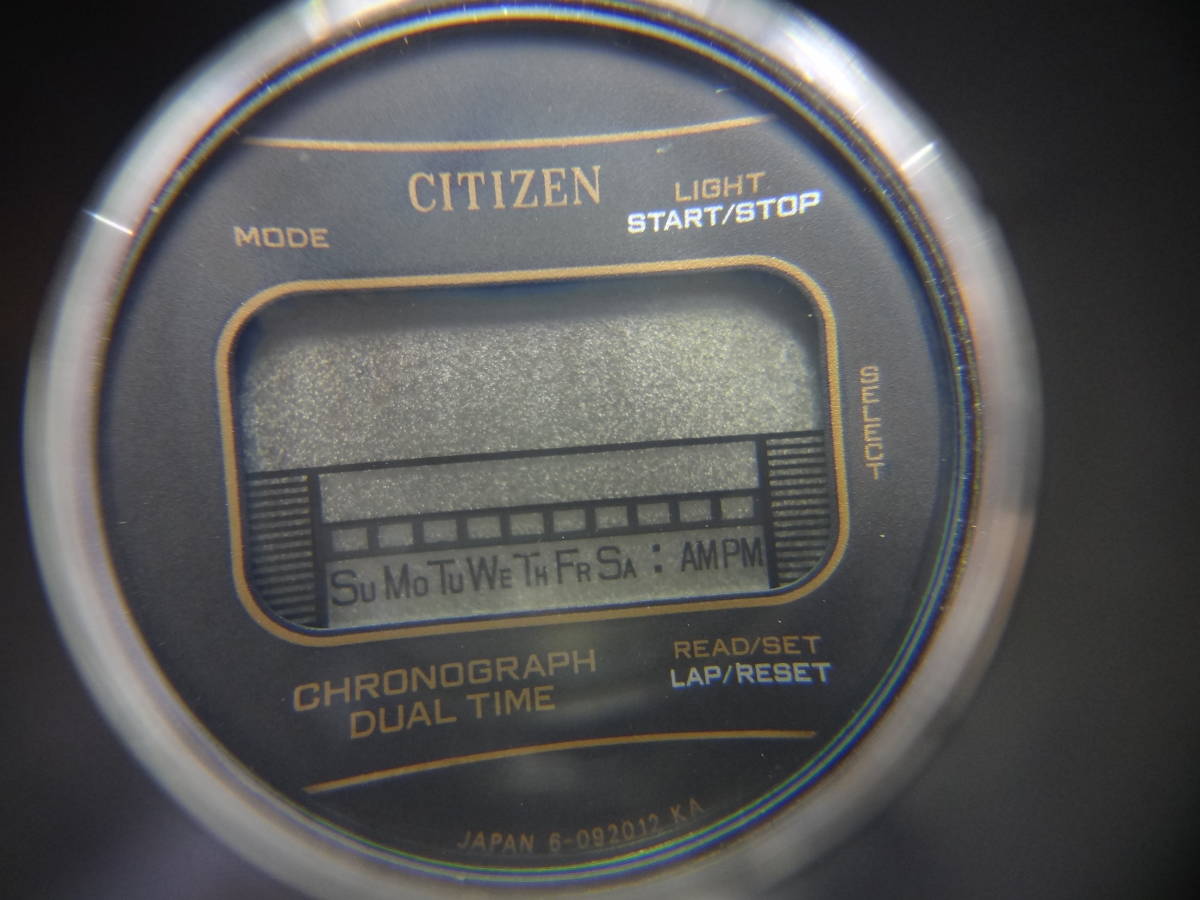 CITIZEN
MODE
LIGHT
START/STOP
SELECT
SU MO TU WE TH FR SA : AM PM
CHRONOGRAPH
DUAL TIME
READ/SET
LAP/RESET
JAPAN 6-092012 KA